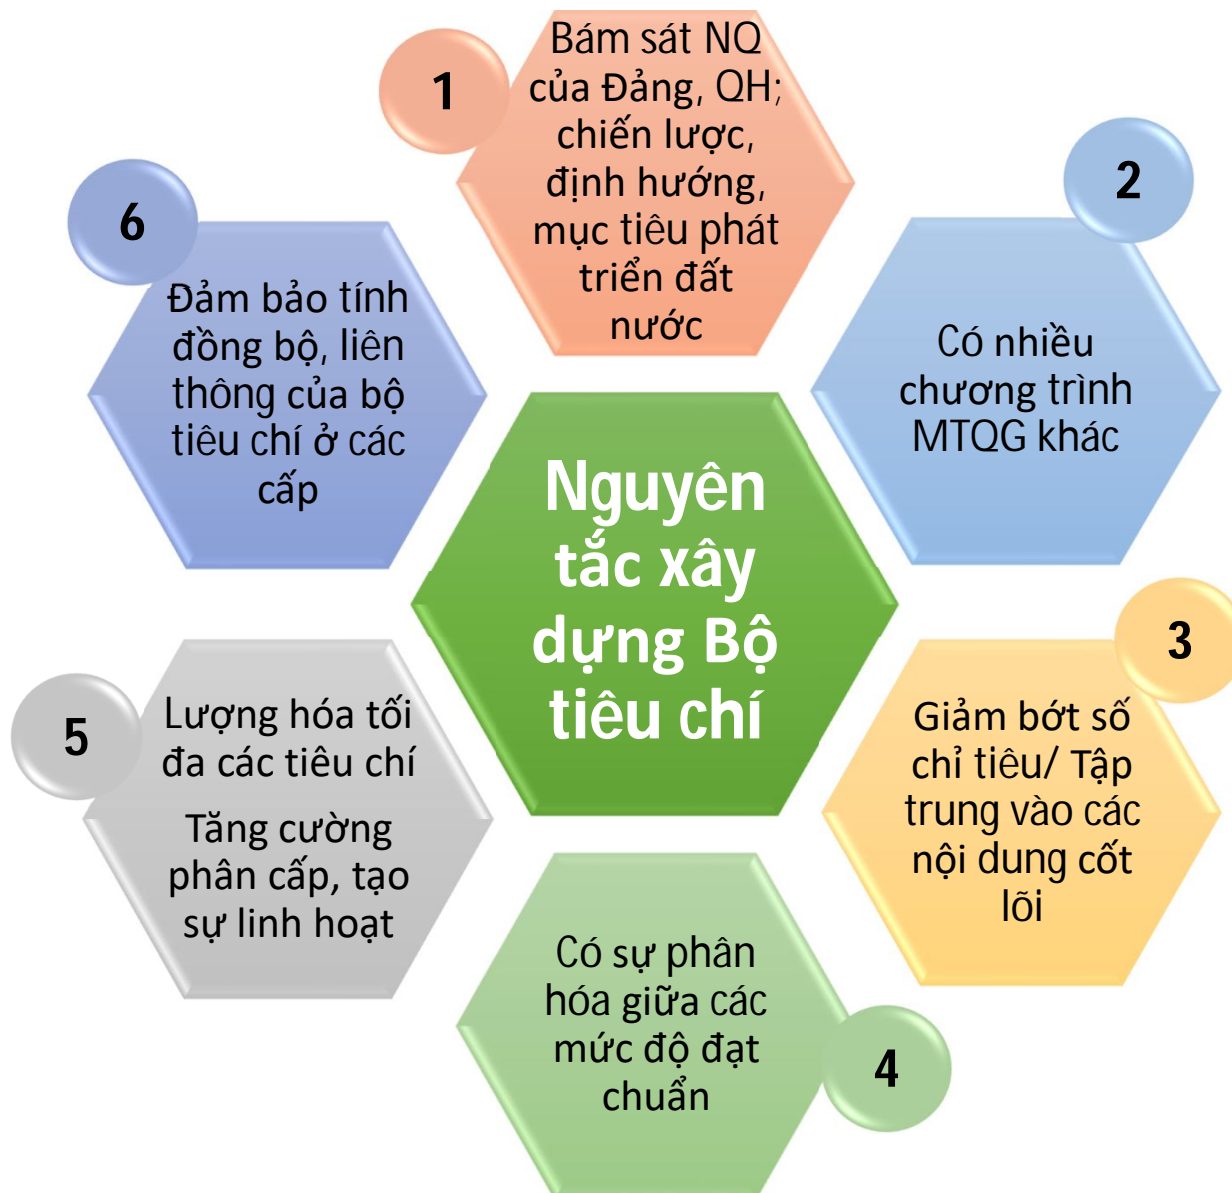 Nguyên
tắc xây
dựng Bộ
tiêu chí
1
Bám sát NQ
của Đảng, QH;
chiến lược,
định hướng,
mục tiêu phát
triển đất
nước
2
Có nhiều
chương trình
MTQG khác
3
Giảm bớt số
chỉ tiêu/ Tập
trung vào các
nội dung cốt
lõi
4
Có sự phân
hóa giữa các
mức độ đạt
chuẩn
5
Lượng hóa tối
đa các tiêu chí
Tăng cường
phân cấp, tạo
sự linh hoạt
6
Đảm bảo tính
đồng bộ, liên
thông của bộ
tiêu chí ở các
cấp